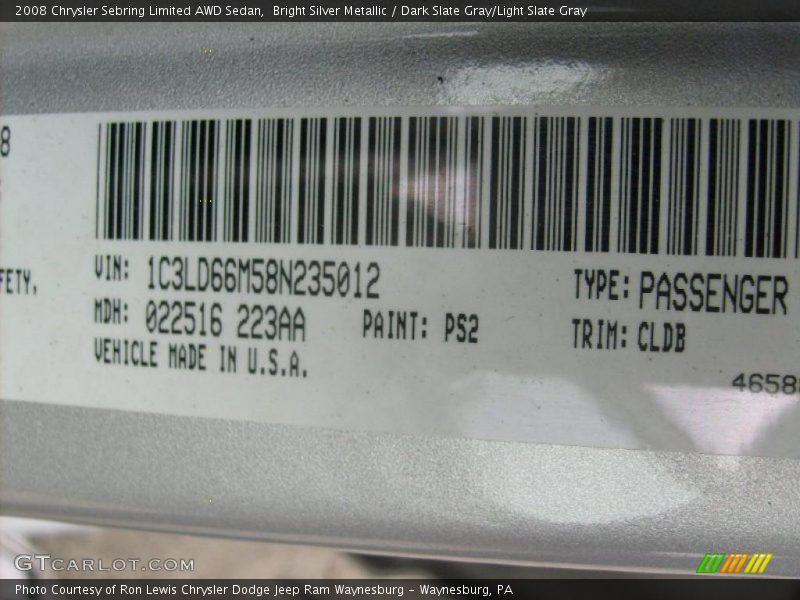 2008 Chrysler Sebring Limited AWD Sedan,  Bright Silver Metallic / Dark Slate Gray/Light Slate Gray
8
FETY.
VIN: 1C3LD66M58N235012
TYPE: PASSENGER
MDH: 022516 223AA
PAINT: PS2
TRIM: CLDB
VEHICLE MADE IN U.S.A.
4658
GTCARLOT.COM
Photo Courtesy of Ron Lewis Chrysler Dodge Jeep Ram Waynesburg - Waynesburg, PA